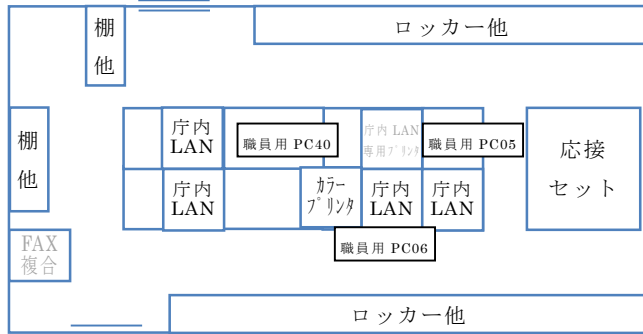 ロッカー他
棚
他
棚
他
庁内
LAN
職員用 PC40
庁内 LAN
専用プリンタ
職員用 PC05
応接
セット
庁内
LAN
カラー
プリンタ
庁内
LAN
庁内
LAN
職員用 PC06
FAX
複合
ロッカー他